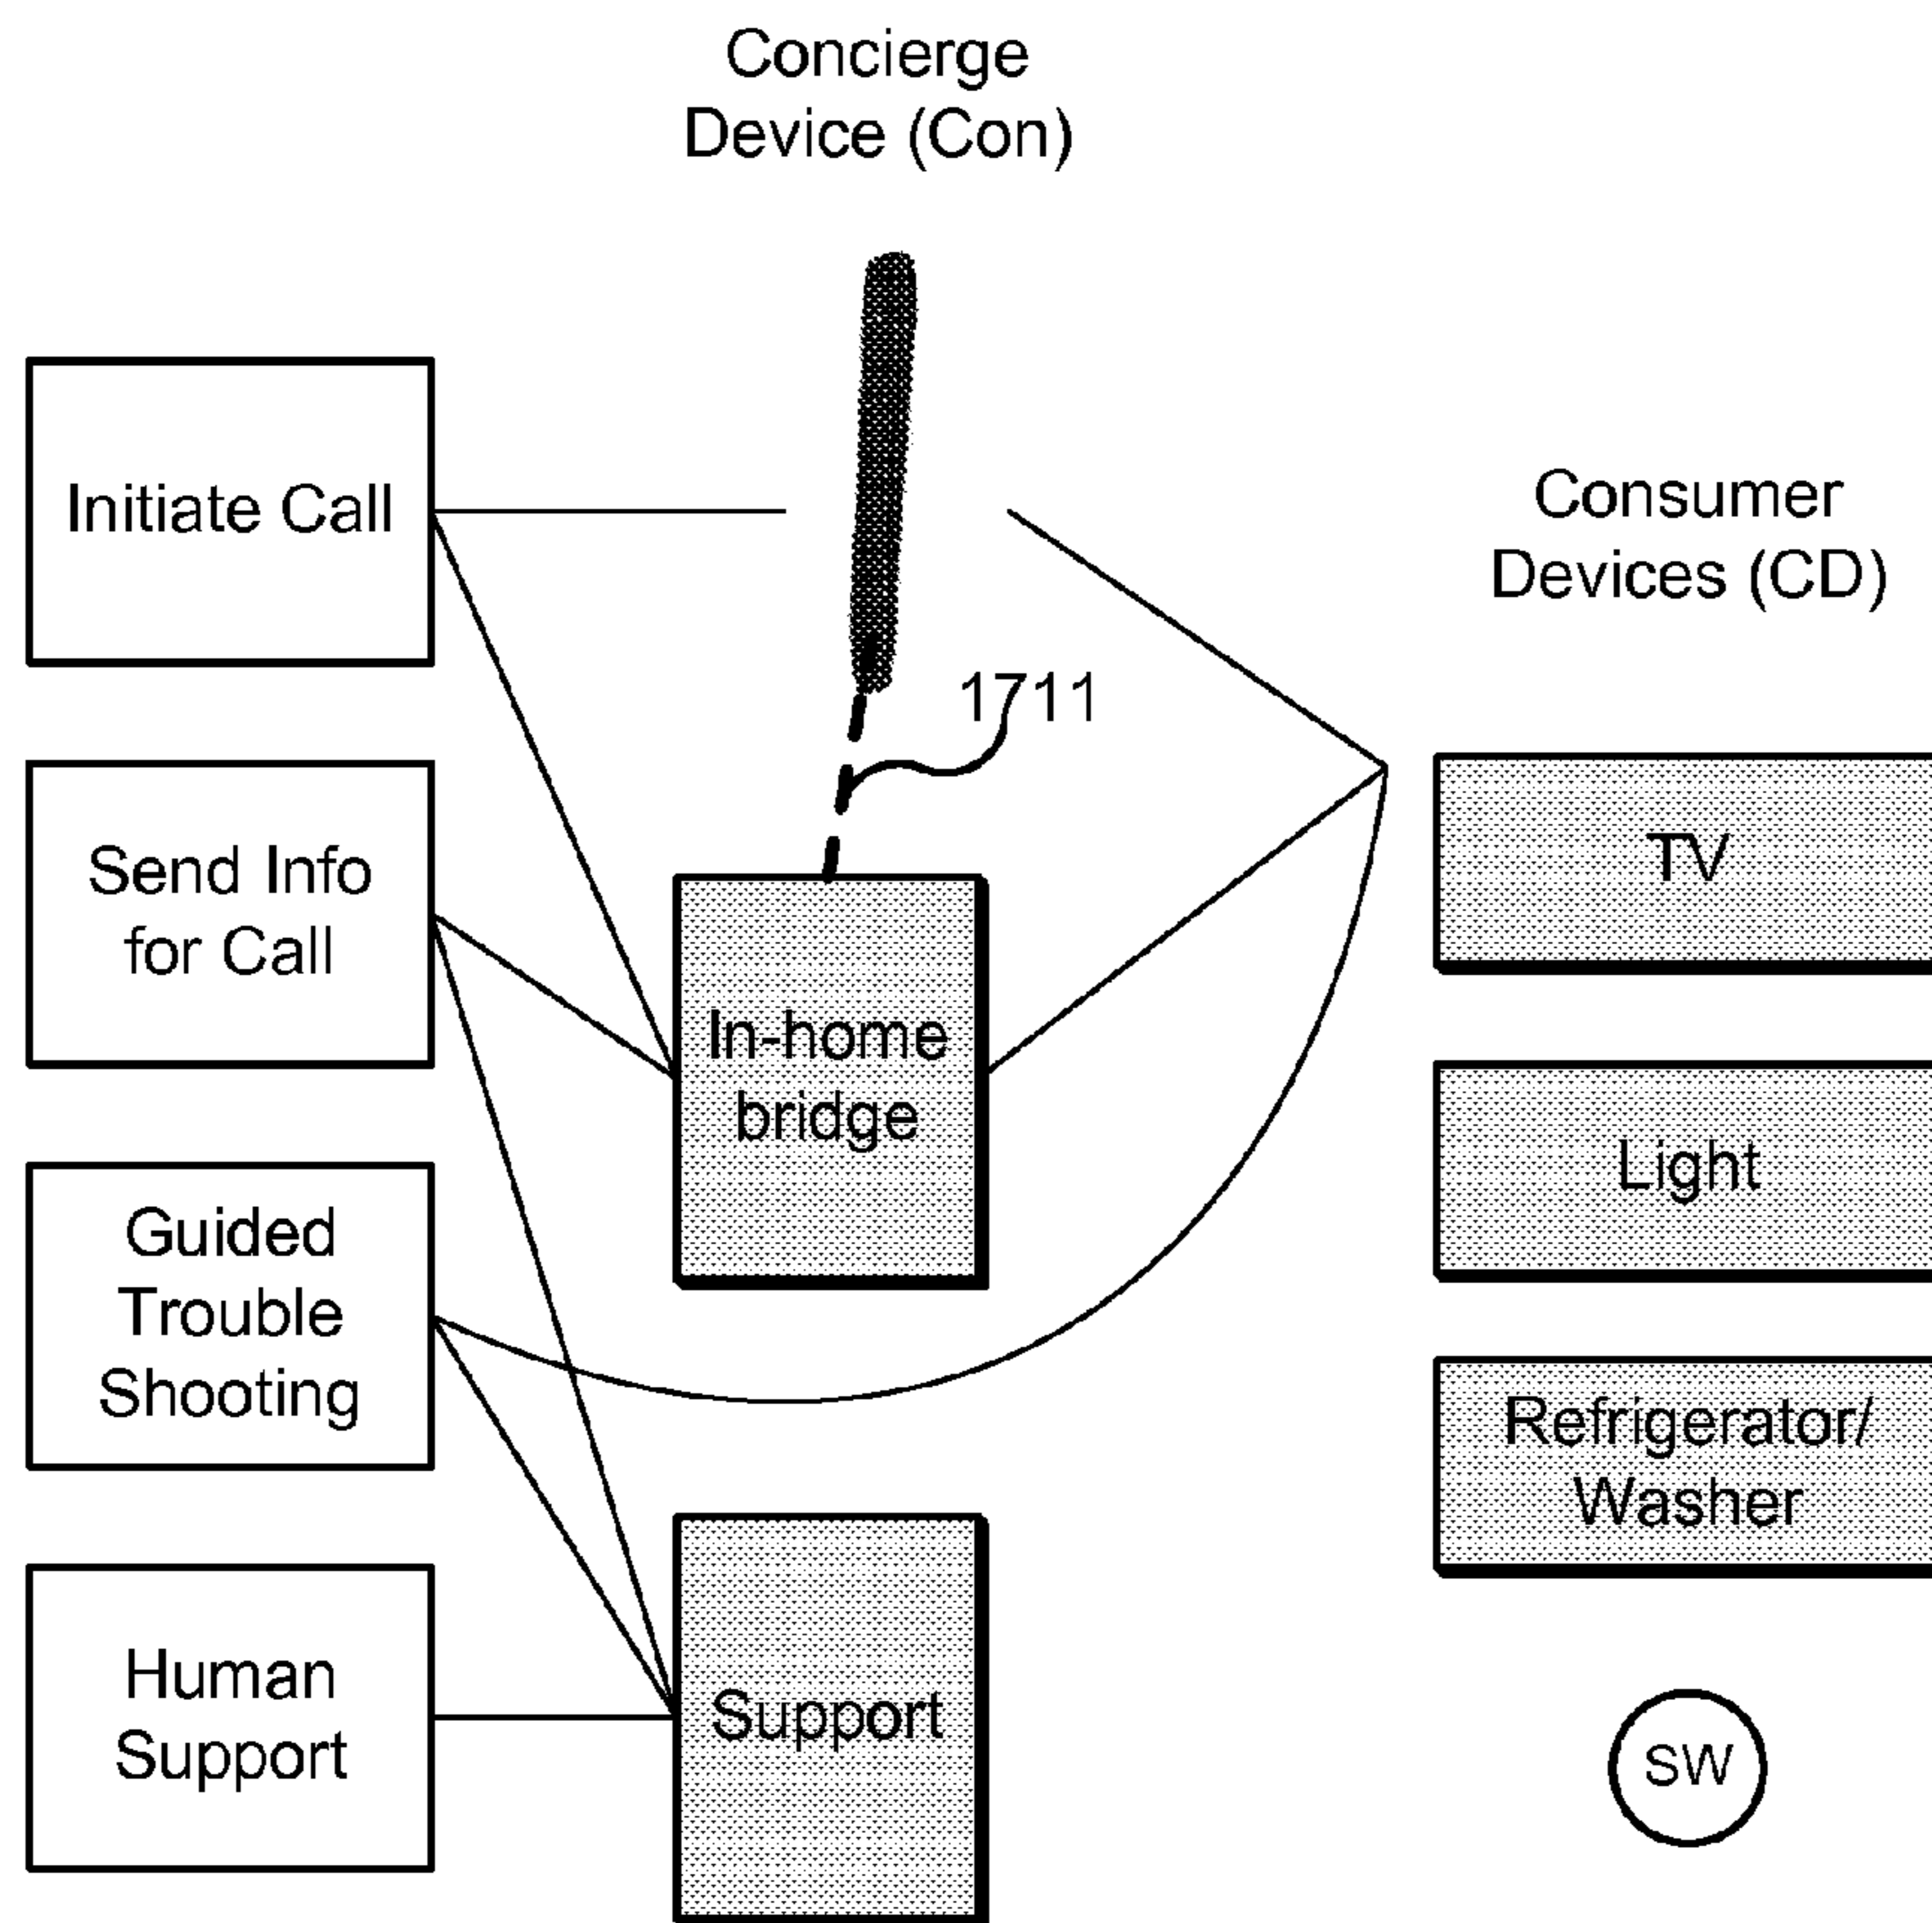 Concierge
Device (Con)
Initiate Call
Consumer
Devices (CD)
1711
Send Info
for Call
TV
In-home
bridge
Light
Guided
Trouble
Shooting
Refrigerator/
Washer
Human
Support
Support
SW